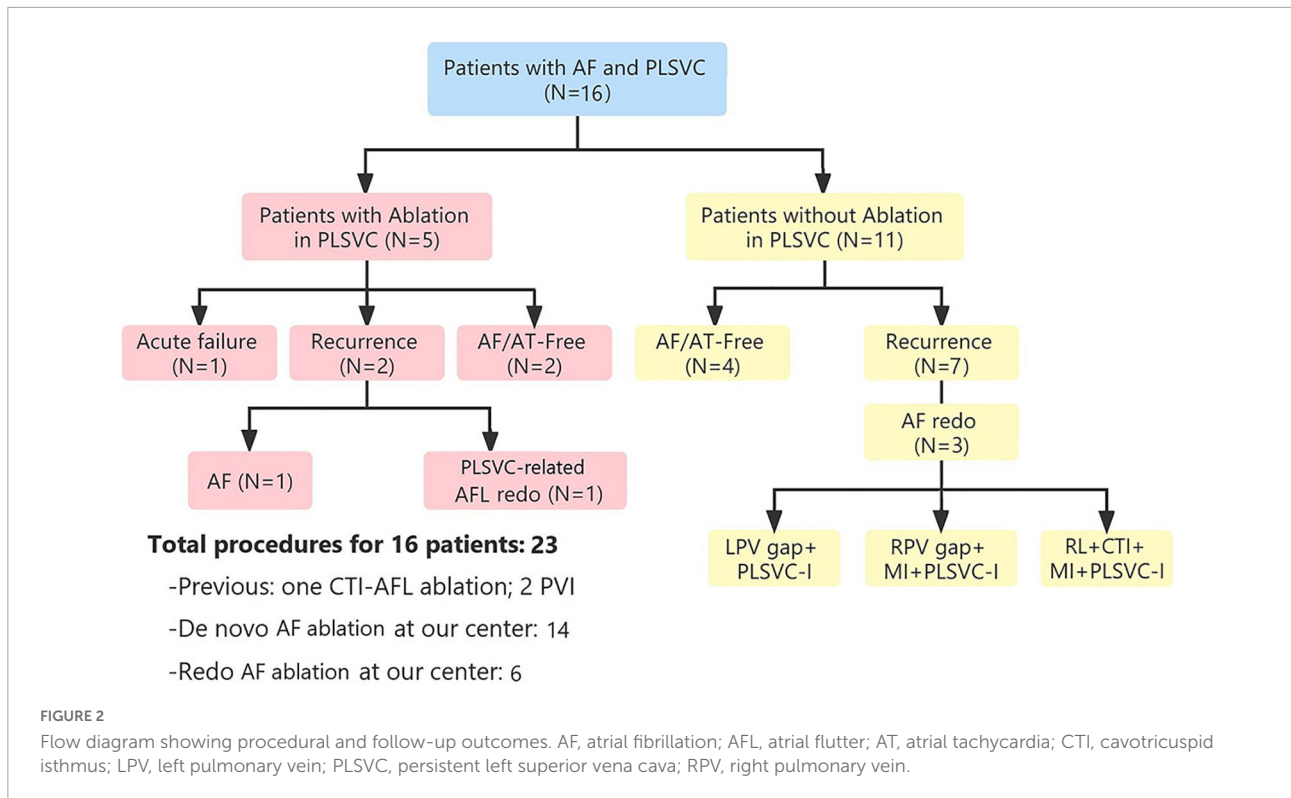 Patients with AF and PLSVC
(N=16)
Patients with Ablation
in PLSVC (N=5)
Patients without Ablation
in PLSVC (N=11)
Acute failure
(N=1)
Recurrence
(N=2)
AF/AT-Free
(N=2)
AF/AT-Free
(N=4)
Recurrence
(N=7)
AF redo
(N=3)
AF (N=1)
PLSVC-related
AFL redo (N=1)
LPV gap+
PLSVC-I
RPV gap+
MI+PLSVC-I
RL+CTI+
MI+PLSVC-I
Total procedures for 16 patients: 23
-Previous: one CTI-AFL ablation; 2 PVI
-De novo AF ablation at our center: 14
-Redo AF ablation at our center: 6
FIGURE 2
Flow diagram showing procedural and follow-up outcomes. AF, atrial fibrillation; AFL, atrial flutter; AT, atrial tachycardia; CTI, cavotricuspid
isthmus; LPV, left pulmonary vein; PLSVC, persistent left superior vena cava; RPV, right pulmonary vein.